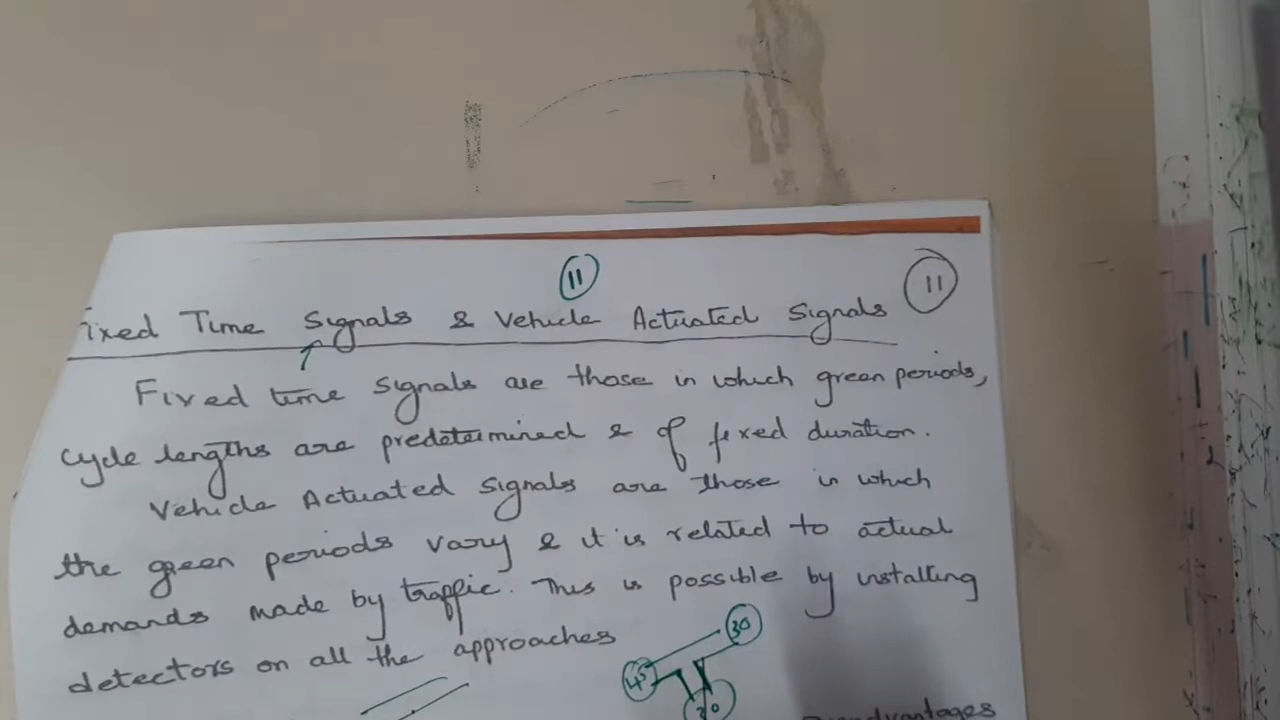 11
11
Fixed Time Signals & Vehicle Actuated Signals
Fixed time signals are those in which green periods,
cycle lengths are predetermined & of fixed duration.
Vehicle Actuated signals are those in which
the green periods vary & it is related to actual
demands made by traffic. This is possible by installing
detectors on all the approaches
30
45
30
Disadvantages